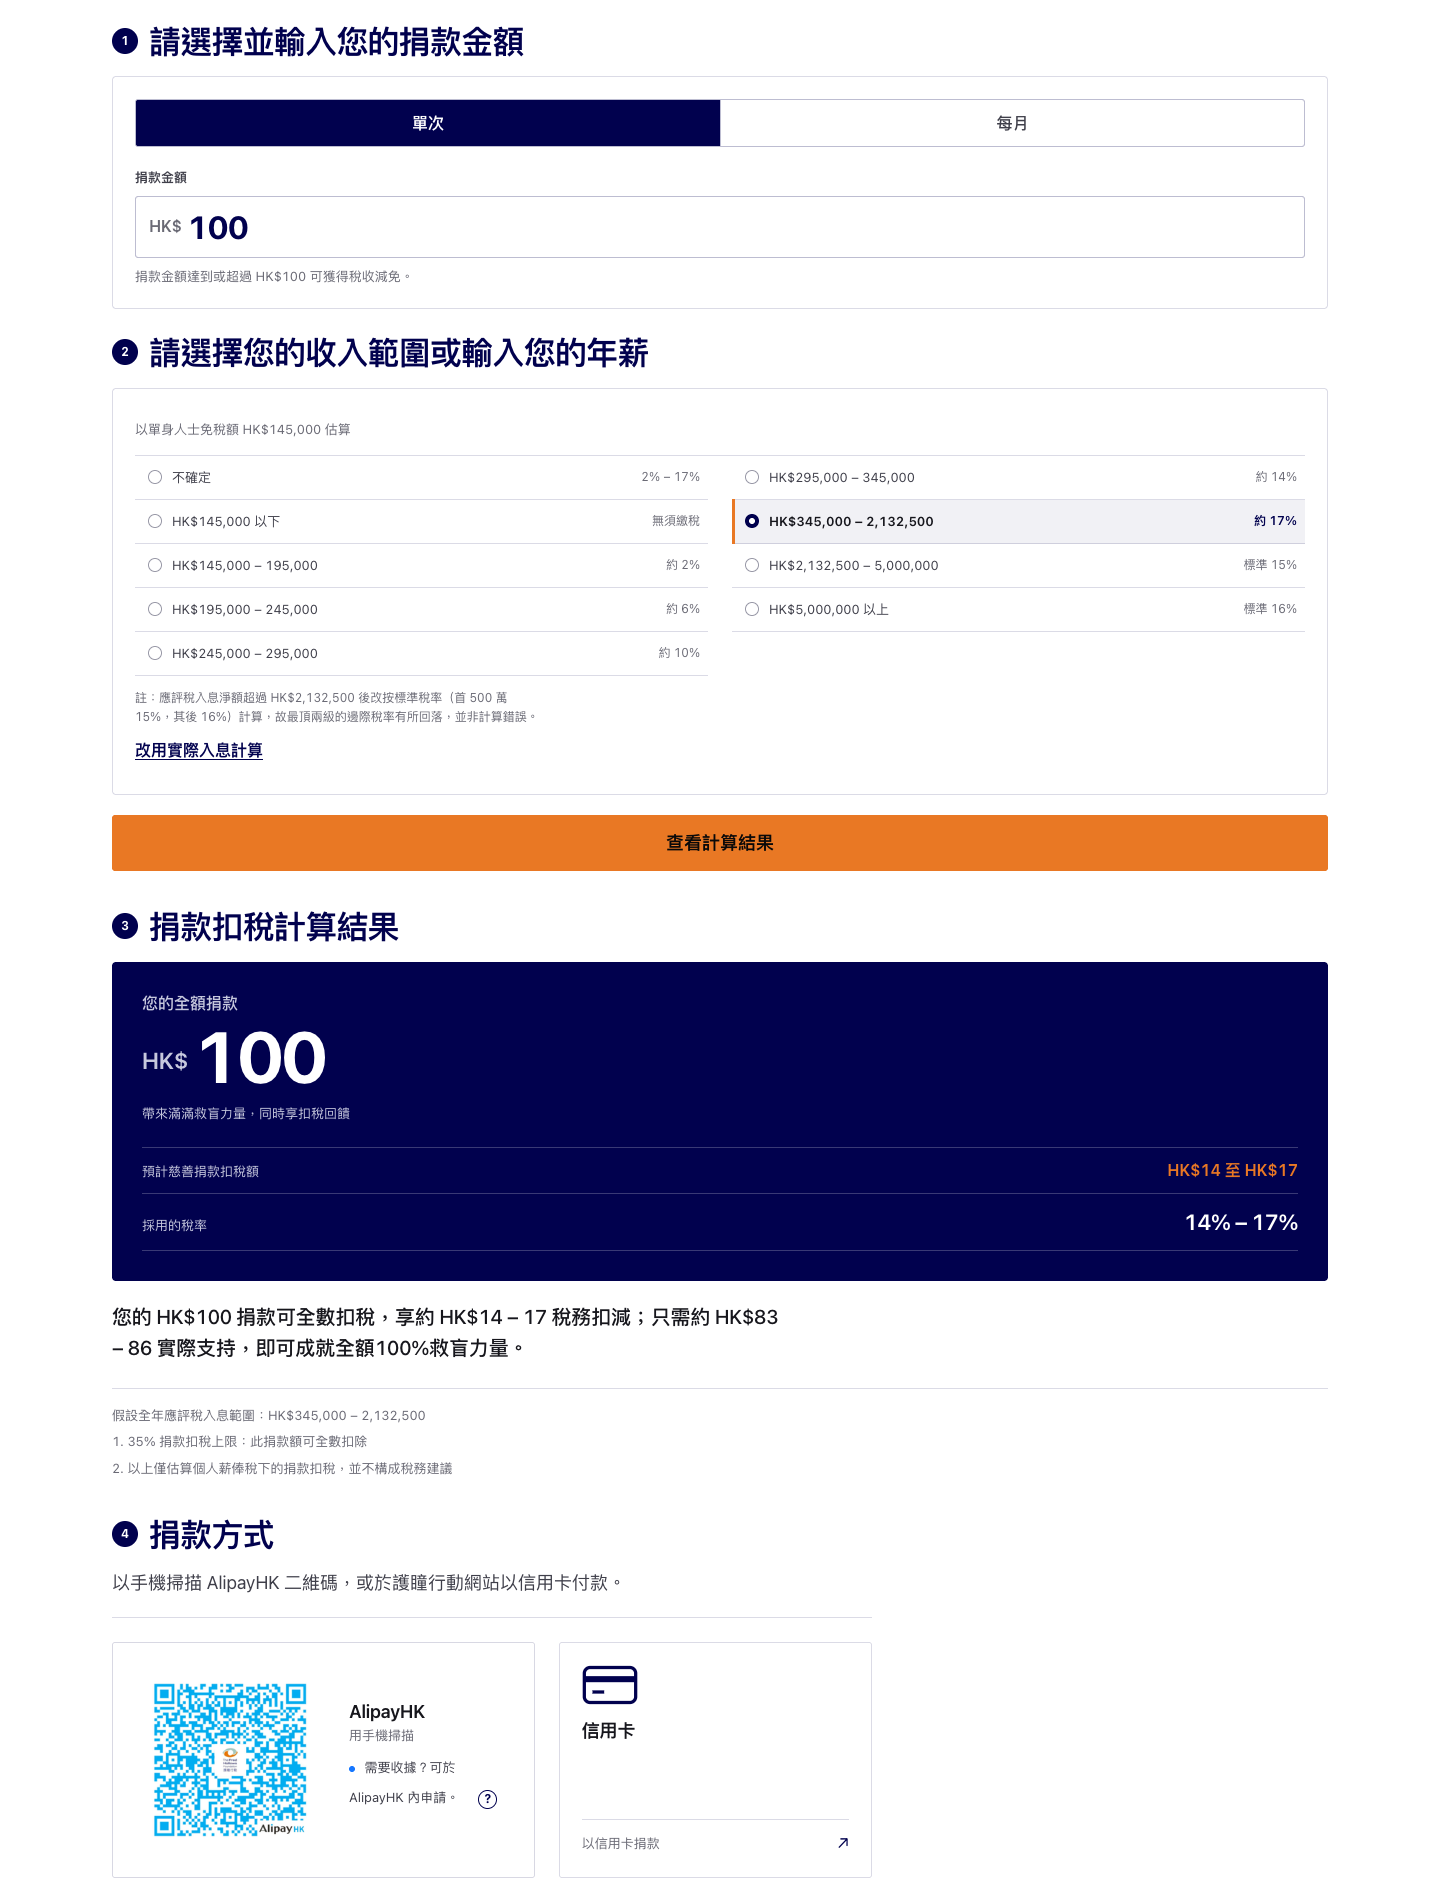 1 請選擇並輸入您的捐款金額
單次
每月
捐款金額
HK$ 100
捐款金額達到或超過 HK$100 可獲得稅收減免。
2 請選擇您的收入範圍或輸入您的年薪
以單身人士免稅額 HK$145,000 估算
不確定 2% – 17%
HK$145,000 以下 無須繳稅
HK$145,000 – 195,000 約 2%
HK$195,000 – 245,000 約 6%
HK$245,000 – 295,000 約 10%
HK$295,000 – 345,000 約 14%
HK$345,000 – 2,132,500 約 17%
HK$2,132,500 – 5,000,000 標準 15%
HK$5,000,000 以上 標準 16%
註：應評稅入息淨額超過 HK$2,132,500 後改按標準稅率（首 500 萬
15%，其後 16%）計算，故最頂兩級的邊際稅率有所回落，並非計算錯誤。
改用實際入息計算
查看計算結果
3 捐款扣稅計算結果
您的全額捐款
HK$ 100
帶來滿滿救盲力量，同時享扣稅回饋
預計慈善捐款扣稅額 HK$14 至 HK$17
採用的稅率 14% – 17%
您的 HK$100 捐款可全數扣稅，享約 HK$14 – 17 稅務扣減；只需約 HK$83
– 86 實際支持，即可成就全額100%救盲力量。
假設全年應評稅入息範圍：HK$345,000 – 2,132,500
1. 35% 捐款扣稅上限：此捐款額可全數扣除
2. 以上僅估算個人薪俸稅下的捐款扣稅，並不構成稅務建議
4 捐款方式
以手機掃描 AlipayHK 二維碼，或於護瞳行動網站以信用卡付款。
AlipayHK
用手機掃描
需要收據？可於
AlipayHK 內申請。 ?
Alipay HK
信用卡
以信用卡捐款